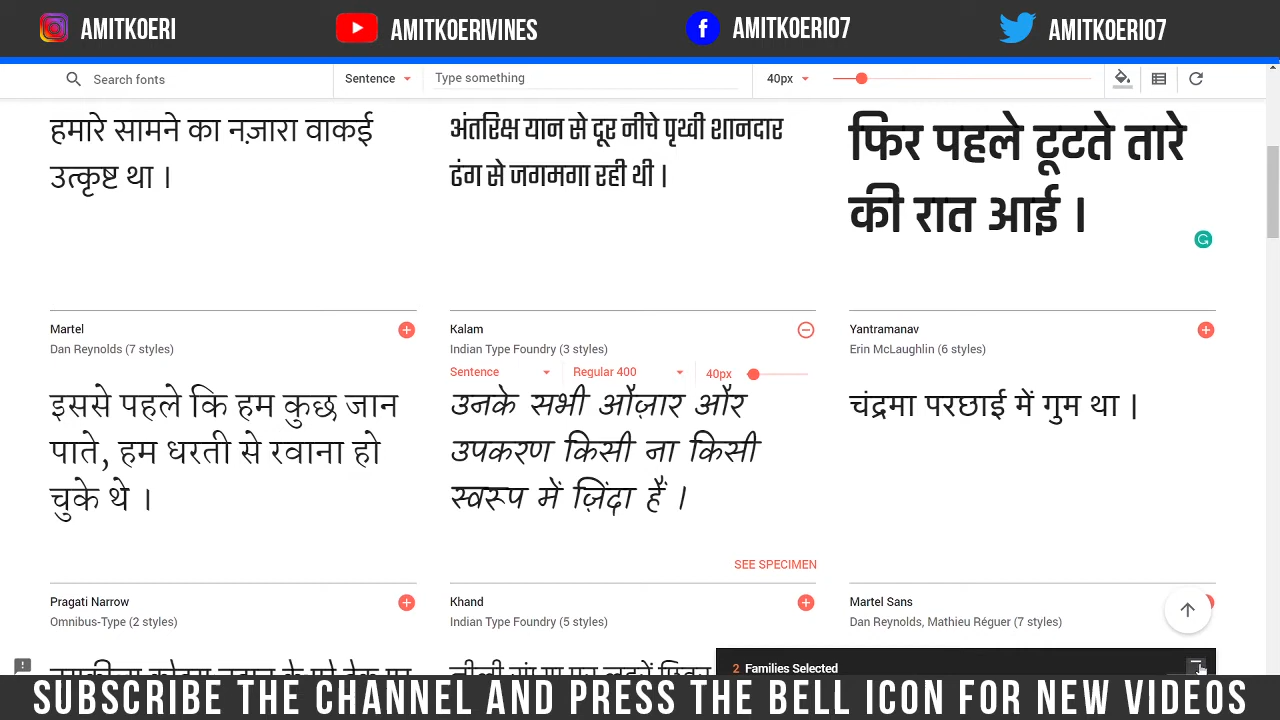 AMITKOERI
AMITKOERIVINES
AMITKOERI07
AMITKOERI07
Search fonts
Sentence
Type something
40px
हमारे सामने का नज़ारा वाकई
उत्कृष्ट था ।
अंतरिक्ष यान से दूर नीचे पृथ्वी शानदार
ढंग से जगमगा रही थी ।
फिर पहले टूटते तारे
की रात आई ।
Martel
Dan Reynolds (7 styles)
इससे पहले कि हम कुछ जान
पाते, हम धरती से रवाना हो
चुके थे ।
Kalam
Indian Type Foundry (3 styles)
Sentence
Regular 400
40px
उनके सभी औज़ार और
उपकरण किसी ना किसी
स्वरूप में ज़िंदा हैं ।
SEE SPECIMEN
Yantramanav
Erin McLaughlin (6 styles)
चंद्रमा परछाई में गुम था |
Pragati Narrow
Omnibus-Type (2 styles)
Khand
Indian Type Foundry (5 styles)
Martel Sans
Dan Reynolds, Mathieu Réguer (7 styles)
2 Families Selected
SUBSCRIBE THE CHANNEL AND PRESS THE BELL ICON FOR NEW VIDEOS